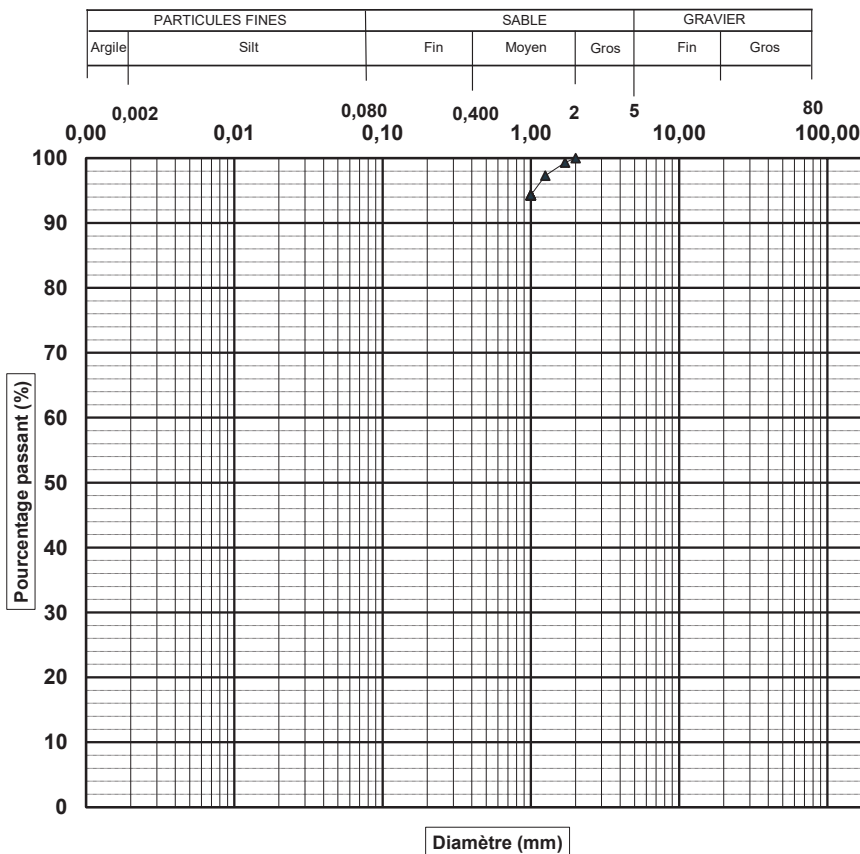 PARTICULES FINES SABLE GRAVIER
Argile Silt Fin Moyen Gros Fin Gros
0,002 0,080 0,400 2 5 80
0,00 0,01 0,10 1,00 10,00 100,00
100
90
80
70
60
50
40
30
20
10
0
Pourcentage passant (%)
Diamètre (mm)